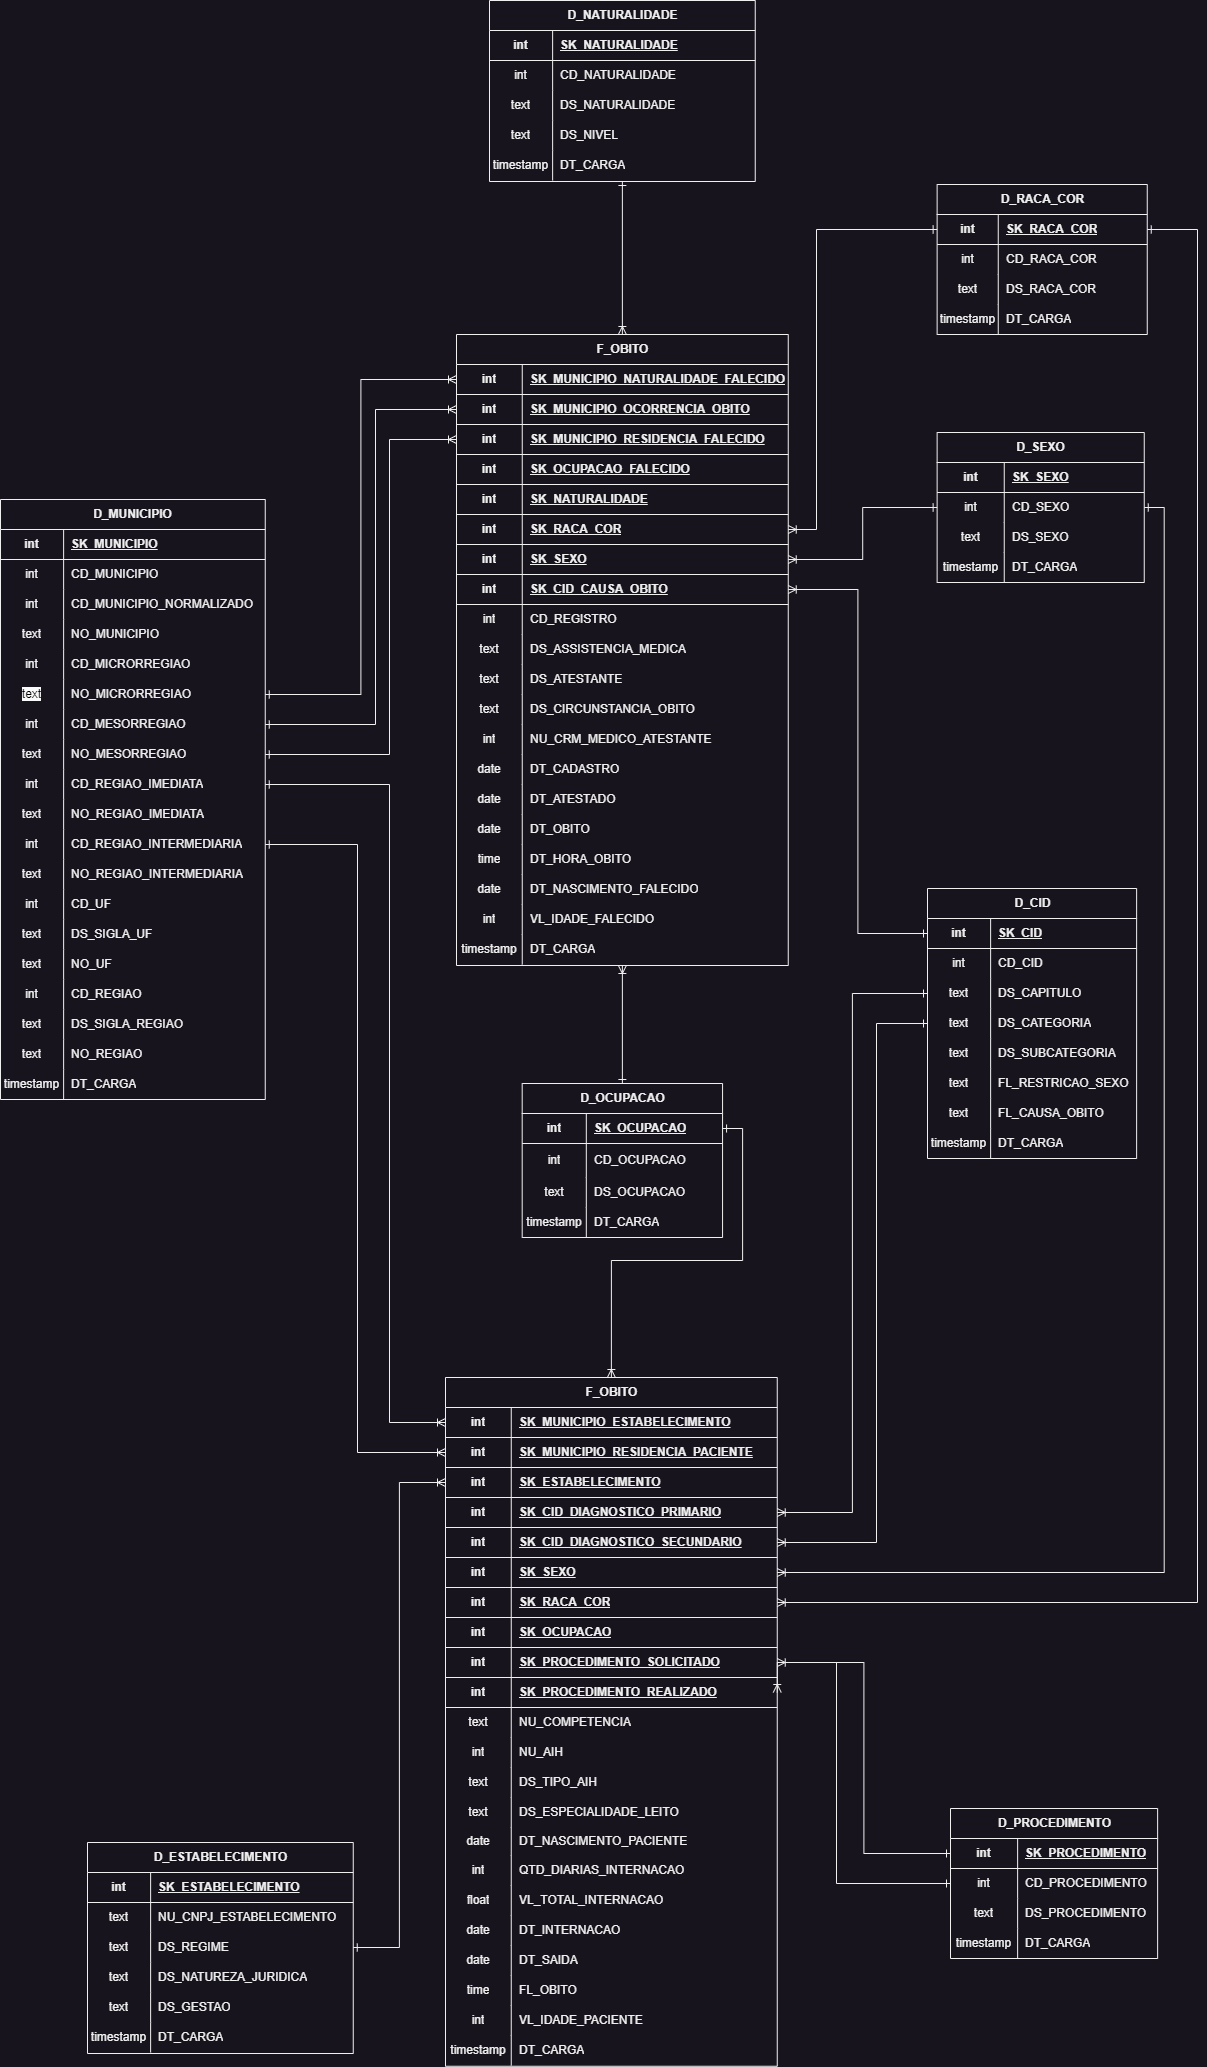 D_NATURALIDADE
int SK_NATURALIDADE
int CD_NATURALIDADE
text DS_NATURALIDADE
text DS_NIVEL
timestamp DT_CARGA
D_RACA_COR
int SK_RACA_COR
int CD_RACA_COR
text DS_RACA_COR
timestamp DT_CARGA
F_OBITO
int SK_MUNICIPIO_NATURALIDADE_FALECIDO
int SK_MUNICIPIO_OCORRENCIA_OBITO
int SK_MUNICIPIO_RESIDENCIA_FALECIDO
int SK_OCUPACAO_FALECIDO
int SK_NATURALIDADE
int SK_RACA_COR
int SK_SEXO
int SK_CID_CAUSA_OBITO
int CD_REGISTRO
text DS_ASSISTENCIA_MEDICA
text DS_ATESTANTE
text DS_CIRCUNSTANCIA_OBITO
int NU_CRM_MEDICO_ATESTANTE
date DT_CADASTRO
date DT_ATESTADO
date DT_OBITO
time DT_HORA_OBITO
date DT_NASCIMENTO_FALECIDO
int VL_IDADE_FALECIDO
timestamp DT_CARGA
D_SEXO
int SK_SEXO
int CD_SEXO
text DS_SEXO
timestamp DT_CARGA
D_MUNICIPIO
int SK_MUNICIPIO
int CD_MUNICIPIO
int CD_MUNICIPIO_NORMALIZADO
text NO_MUNICIPIO
int CD_MICRORREGIAO
text NO_MICRORREGIAO
int CD_MESORREGIAO
text NO_MESORREGIAO
int CD_REGIAO_IMEDIATA
text NO_REGIAO_IMEDIATA
int CD_REGIAO_INTERMEDIARIA
text NO_REGIAO_INTERMEDIARIA
int CD_UF
text DS_SIGLA_UF
text NO_UF
int CD_REGIAO
text DS_SIGLA_REGIAO
text NO_REGIAO
timestamp DT_CARGA
D_CID
int SK_CID
int CD_CID
text DS_CAPITULO
text DS_CATEGORIA
text DS_SUBCATEGORIA
text FL_RESTRICAO_SEXO
text FL_CAUSA_OBITO
timestamp DT_CARGA
D_OCUPACAO
int SK_OCUPACAO
int CD_OCUPACAO
text DS_OCUPACAO
timestamp DT_CARGA
F_OBITO
int SK_MUNICIPIO_ESTABELECIMENTO
int SK_MUNICIPIO_RESIDENCIA_PACIENTE
int SK_ESTABELECIMENTO
int SK_CID_DIAGNOSTICO_PRIMARIO
int SK_CID_DIAGNOSTICO_SECUNDARIO
int SK_SEXO
int SK_RACA_COR
int SK_OCUPACAO
int SK_PROCEDIMENTO_SOLICITADO
int SK_PROCEDIMENTO_REALIZADO
text NU_COMPETENCIA
int NU_AIH
text DS_TIPO_AIH
text DS_ESPECIALIDADE_LEITO
date DT_NASCIMENTO_PACIENTE
int QTD_DIARIAS_INTERNACAO
float VL_TOTAL_INTERNACAO
date DT_INTERNACAO
date DT_SAIDA
time FL_OBITO
int VL_IDADE_PACIENTE
timestamp DT_CARGA
D_PROCEDIMENTO
int SK_PROCEDIMENTO
int CD_PROCEDIMENTO
text DS_PROCEDIMENTO
timestamp DT_CARGA
D_ESTABELECIMENTO
int SK_ESTABELECIMENTO
text NU_CNPJ_ESTABELECIMENTO
text DS_REGIME
text DS_NATUREZA_JURIDICA
text DS_GESTAO
timestamp DT_CARGA